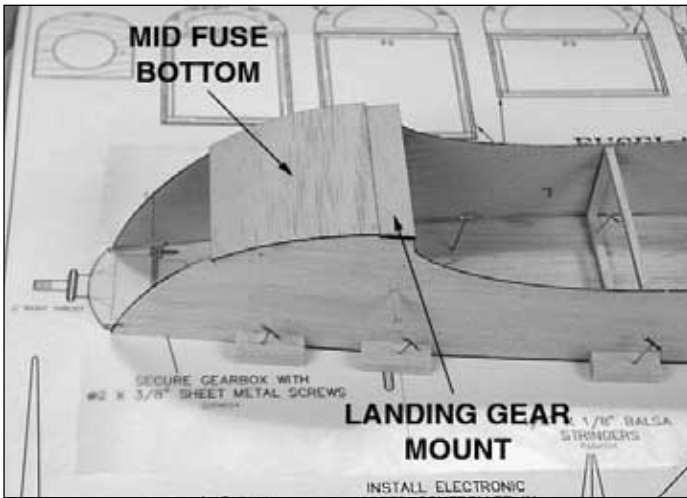 MID FUSE
BOTTOM
SECURE GEARBOX WITH
#2 X 3/8" SHEET METAL SCREWS
LANDING GEAR
MOUNT
X 1/8" BALSA
STRINGERS
INSTALL ELECTRONIC